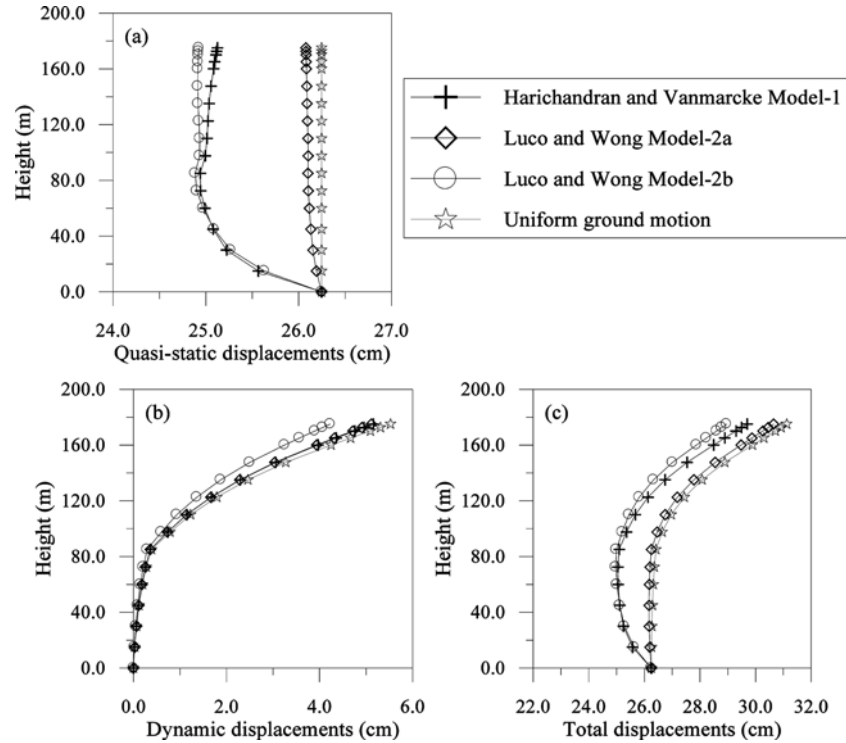 200.0
(a)
160.0
120.0
80.0
40.0
0.0
Height (m)
24.0 25.0 26.0 27.0
Quasi-static displacements (cm)
Harichandran and Vanmarcke Model-1
Luco and Wong Model-2a
Luco and Wong Model-2b
Uniform ground motion
200.0
(b)
160.0
120.0
80.0
40.0
0.0
Height (m)
0.0 2.0 4.0 6.0
Dynamic displacements (cm)
200.0
(c)
160.0
120.0
80.0
40.0
0.0
Height (m)
22.0 24.0 26.0 28.0 30.0 32.0
Total displacements (cm)